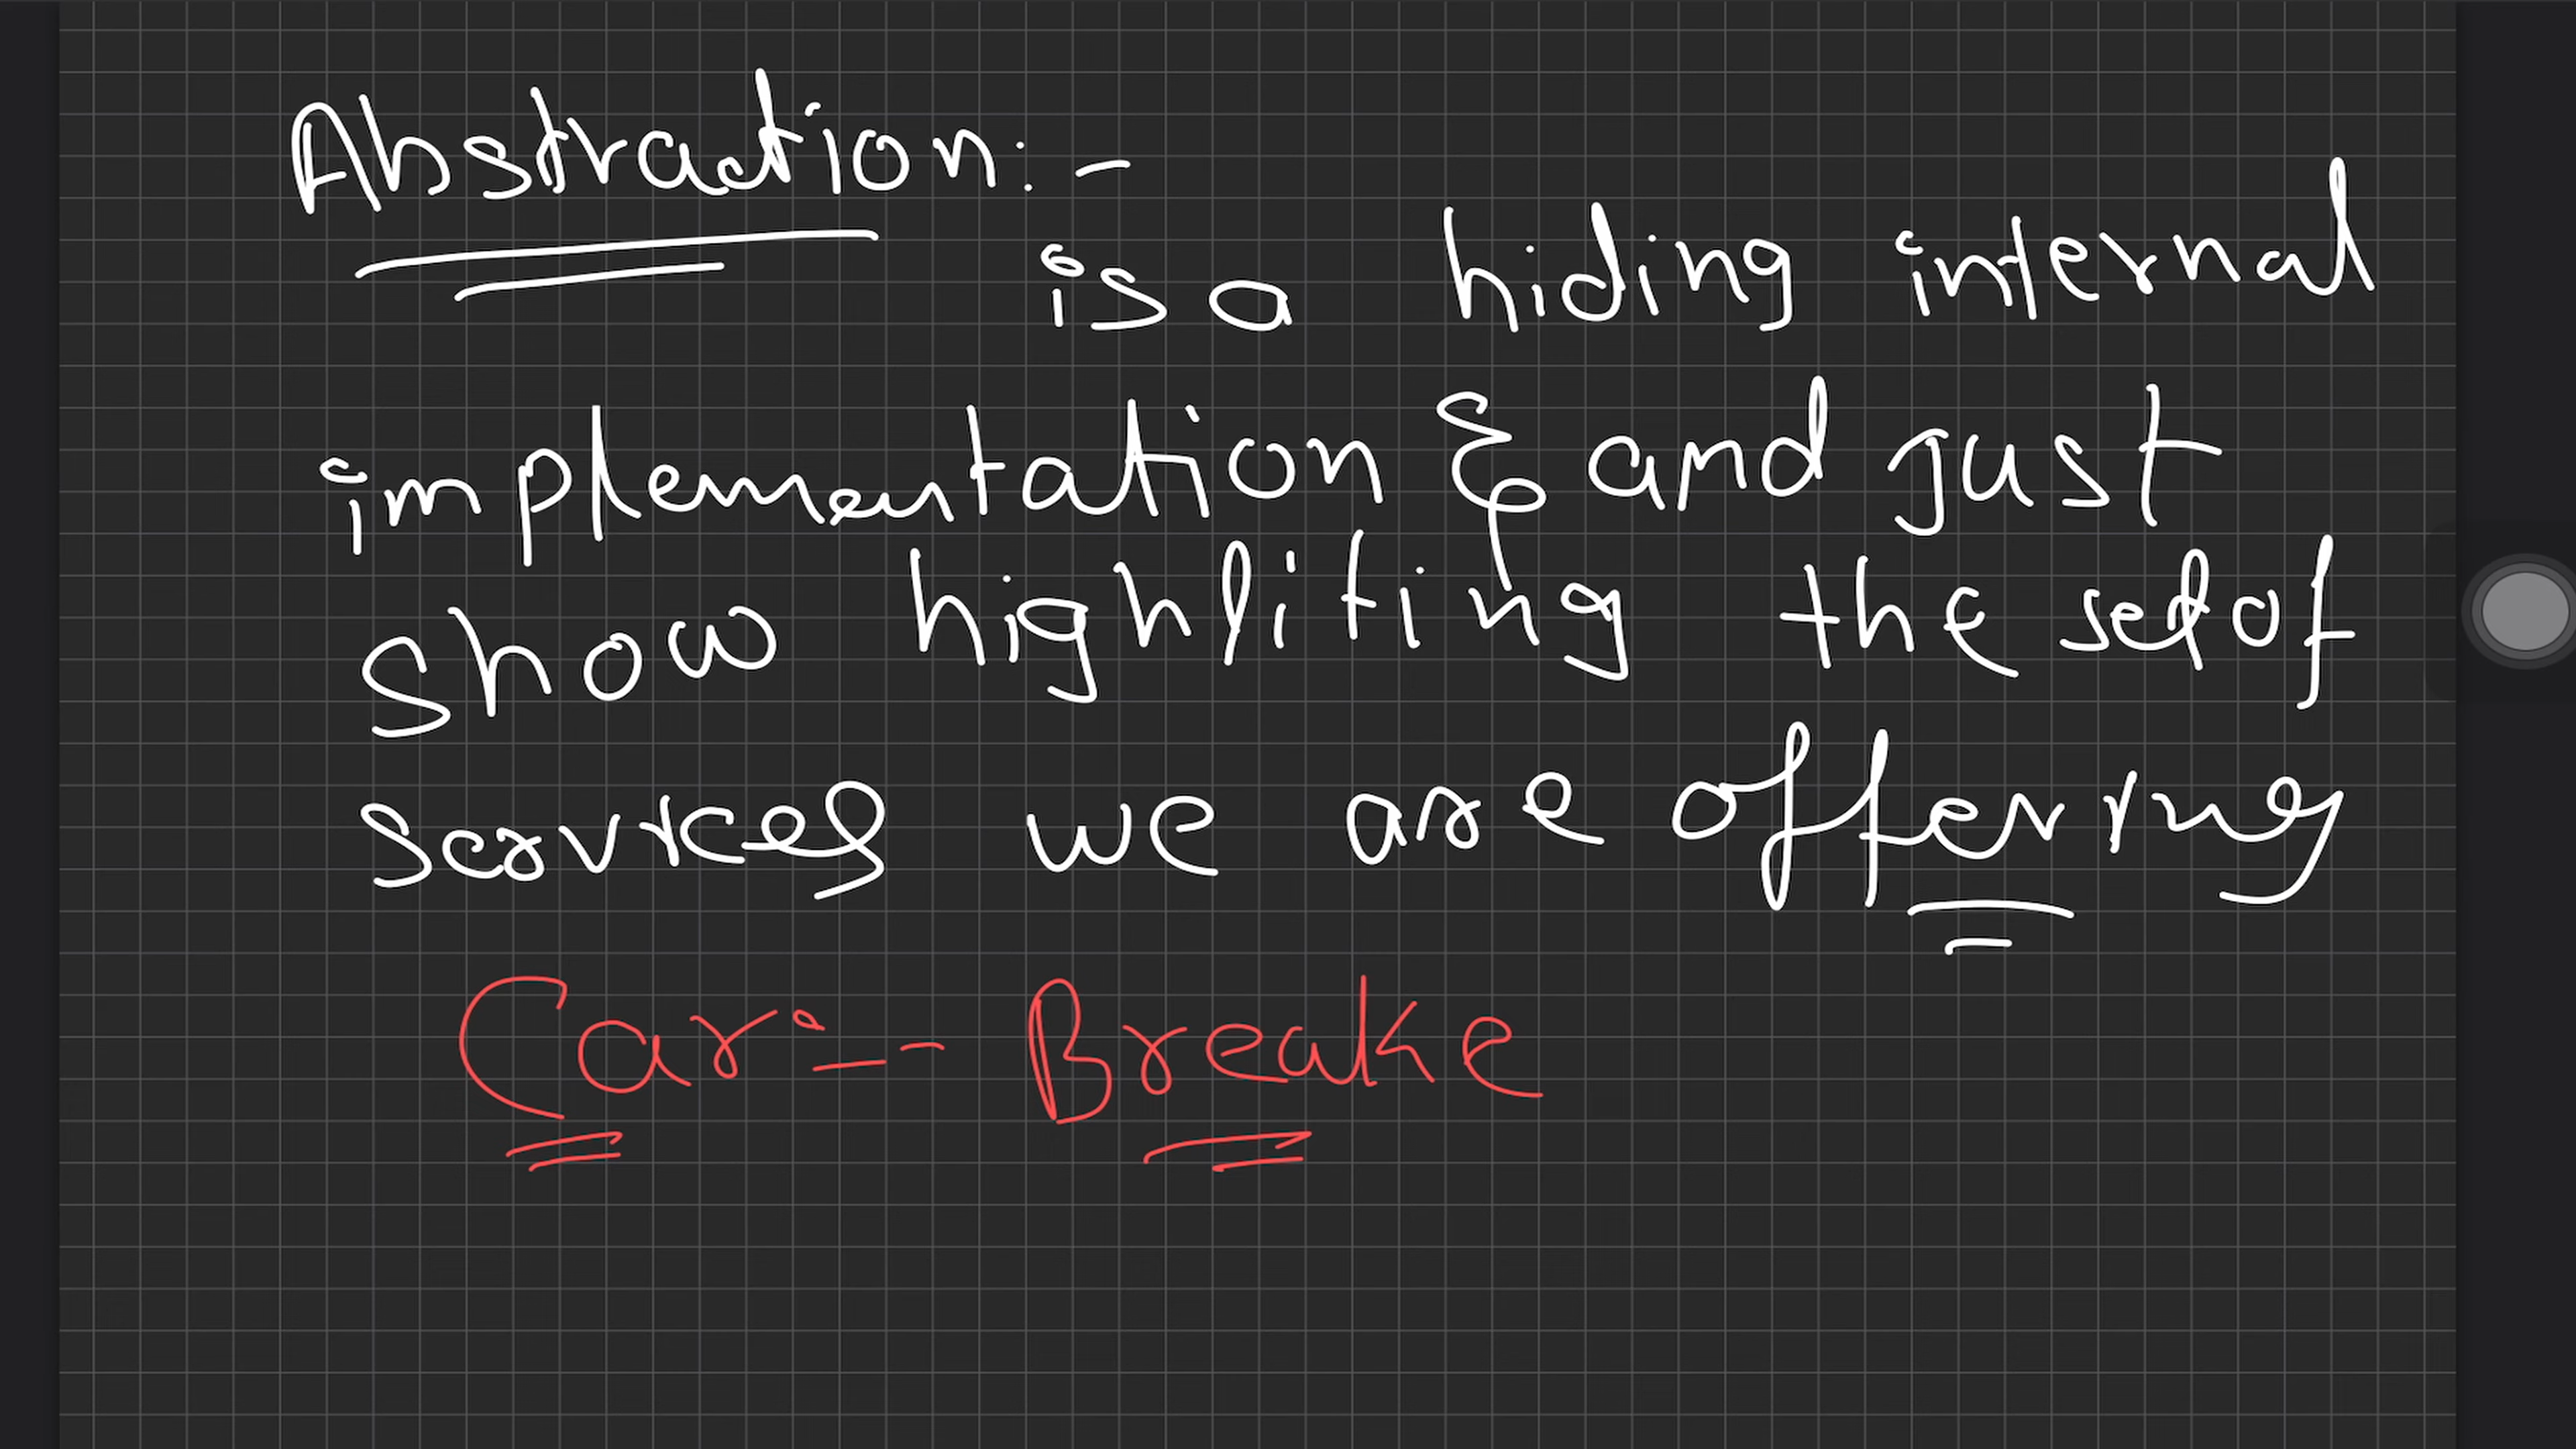 Abstraction:-
is a hiding internal
implementation & and just
show highliting the set of
services we are offering
Car:-- Breake